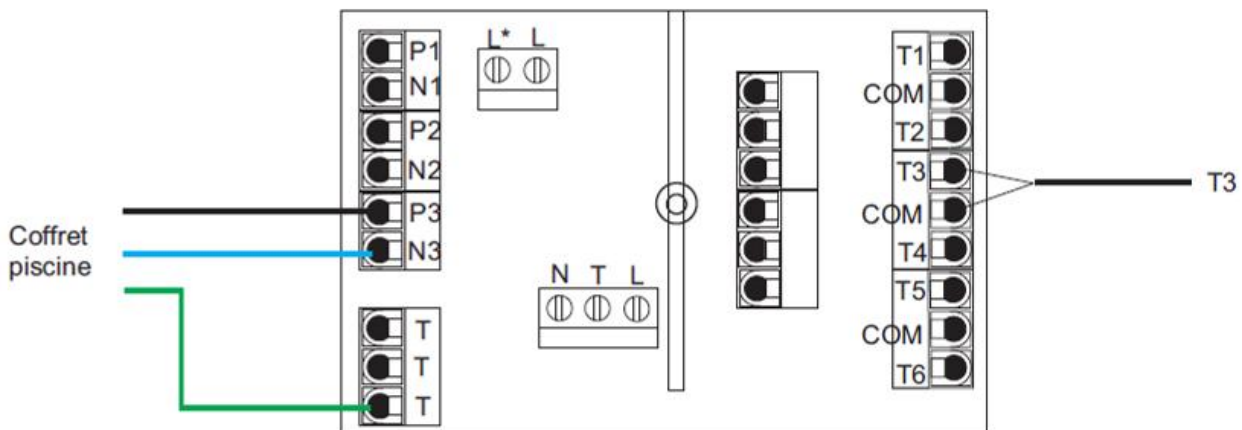 P1
N1
P2
N2
P3
N3
T
T
T
Coffret
piscine
L* L
N T L
T1
COM
T2
T3
COM
T4
T5
COM
T6
T3